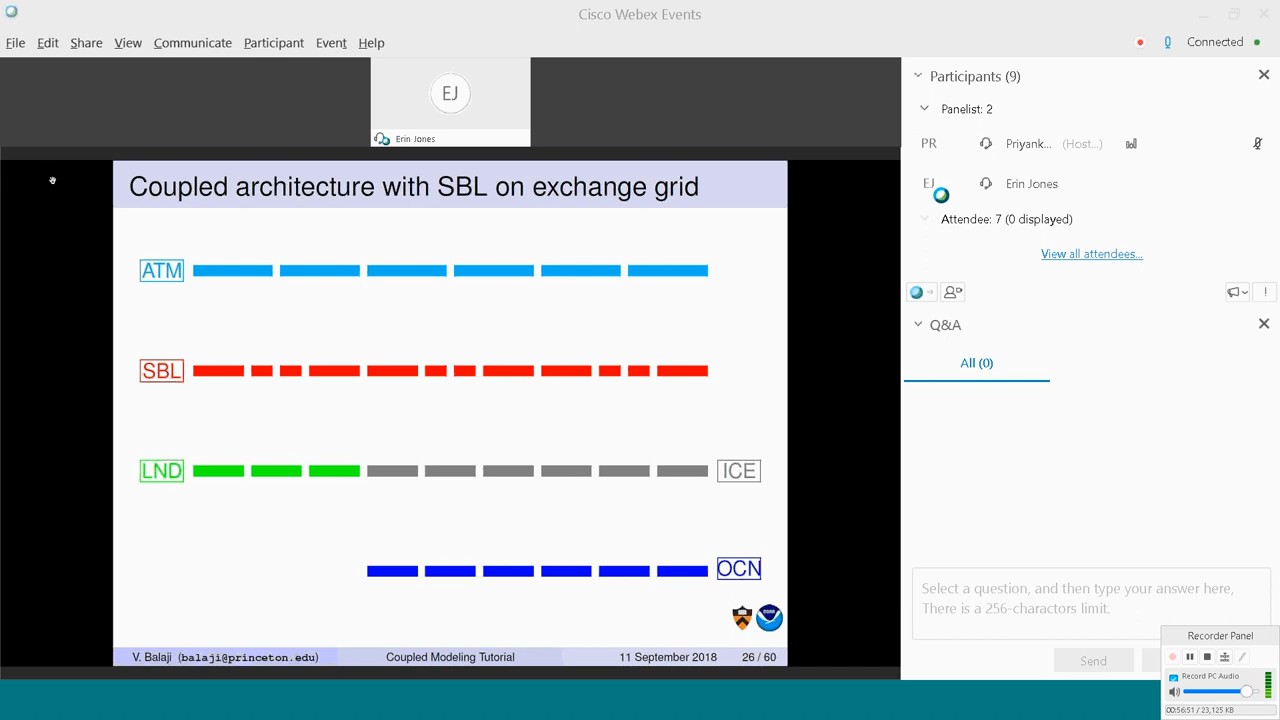 Cisco Webex Events
File Edit Share View Communicate Participant Event Help
Connected
EJ
Erin Jones
Participants (9)
Panelist: 2
PR Priyank... (Host...)
EJ Erin Jones
Attendee: 7 (0 displayed)
View all attendees...
Q&A
All (0)
Select a question, and then type your answer here,
There is a 256-charactors limit.
Send
Coupled architecture with SBL on exchange grid
ATM
SBL
LND ICE
OCN
V. Balaji (balaji@princeton.edu) Coupled Modeling Tutorial 11 September 2018 26 / 60
Recorder Panel
Record PC Audio
00:56:51 / 23,125 KB